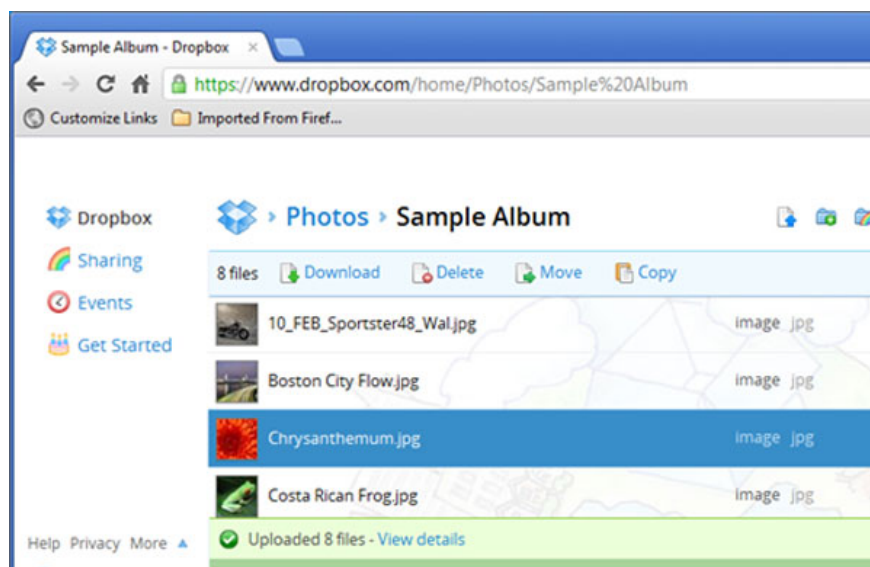 Sample Album - Dropbox
https://www.dropbox.com/home/Photos/Sample%20Album
Customize Links Imported From Firef...
Dropbox
Sharing
Events
Get Started
Photos Sample Album
8 files Download Delete Move Copy
10_FEB_Sportster48_Wal.jpg image jpg
Boston City Flow.jpg image jpg
Chrysanthemum.jpg image jpg
Costa Rican Frog.jpg image jpg
Uploaded 8 files - View details
Help Privacy More